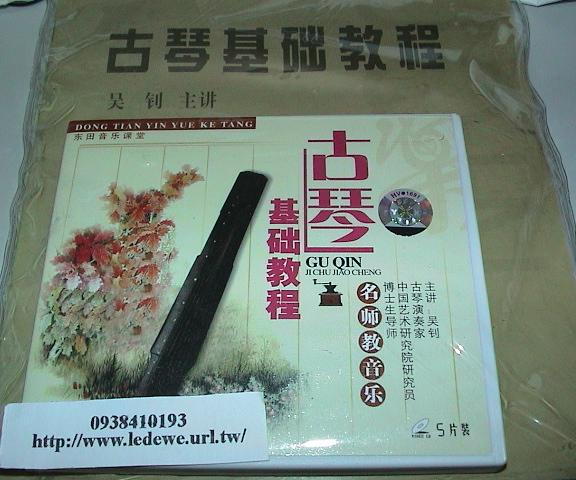 古琴基础教程
吴 钊 主讲
DONG TIAN YIN YUE KE TANG
东田音乐课堂
古琴
基础教程
GU QIN
JI CHU JIAO CHENG
名师教音乐
主讲：吴钊
古琴演奏家
中国艺术研究院研究员
博士生导师
VIDEO CD
5片装
0938410193
http://www.ledewe.url.tw/